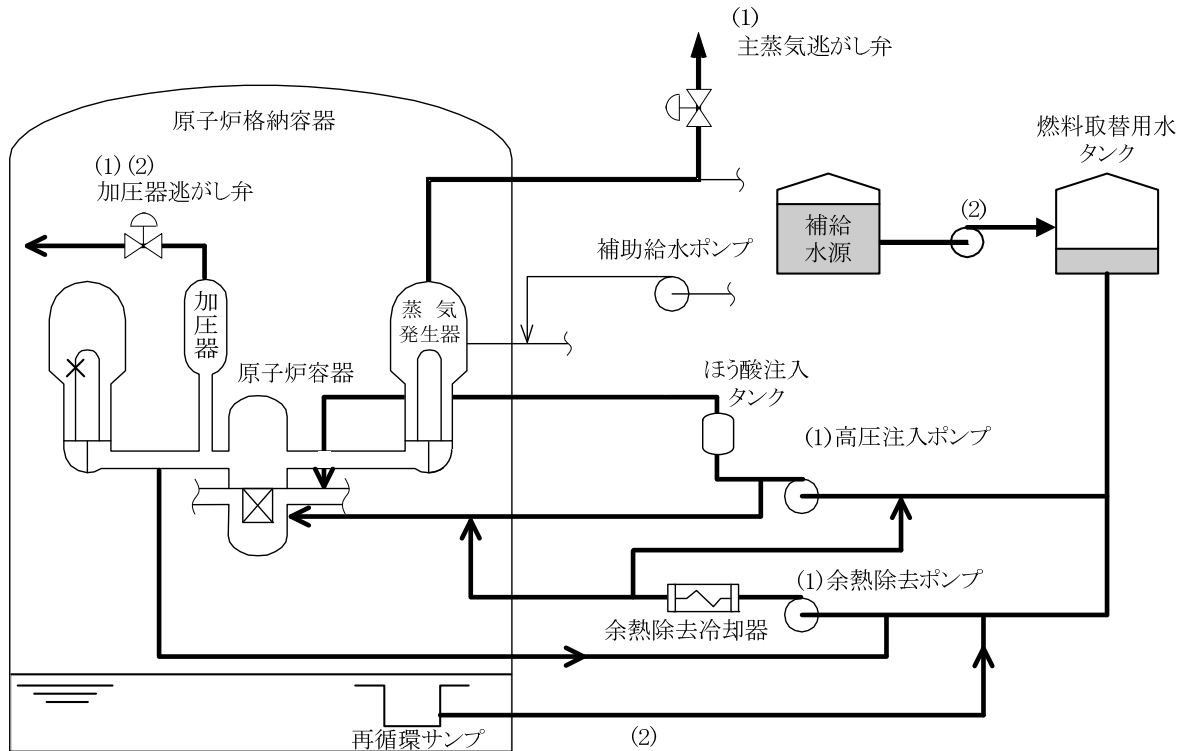 (1)
主蒸気逃がし弁
原子炉格納容器
燃料取替用水
タンク
(1) (2)
加圧器逃がし弁
(2)
補給
水源
補助給水ポンプ
加
圧
器
蒸 気
発生器
原子炉容器
ほう酸注入
タンク
(1)高圧注入ポンプ
(1)余熱除去ポンプ
余熱除去冷却器
再循環サンプ
(2)